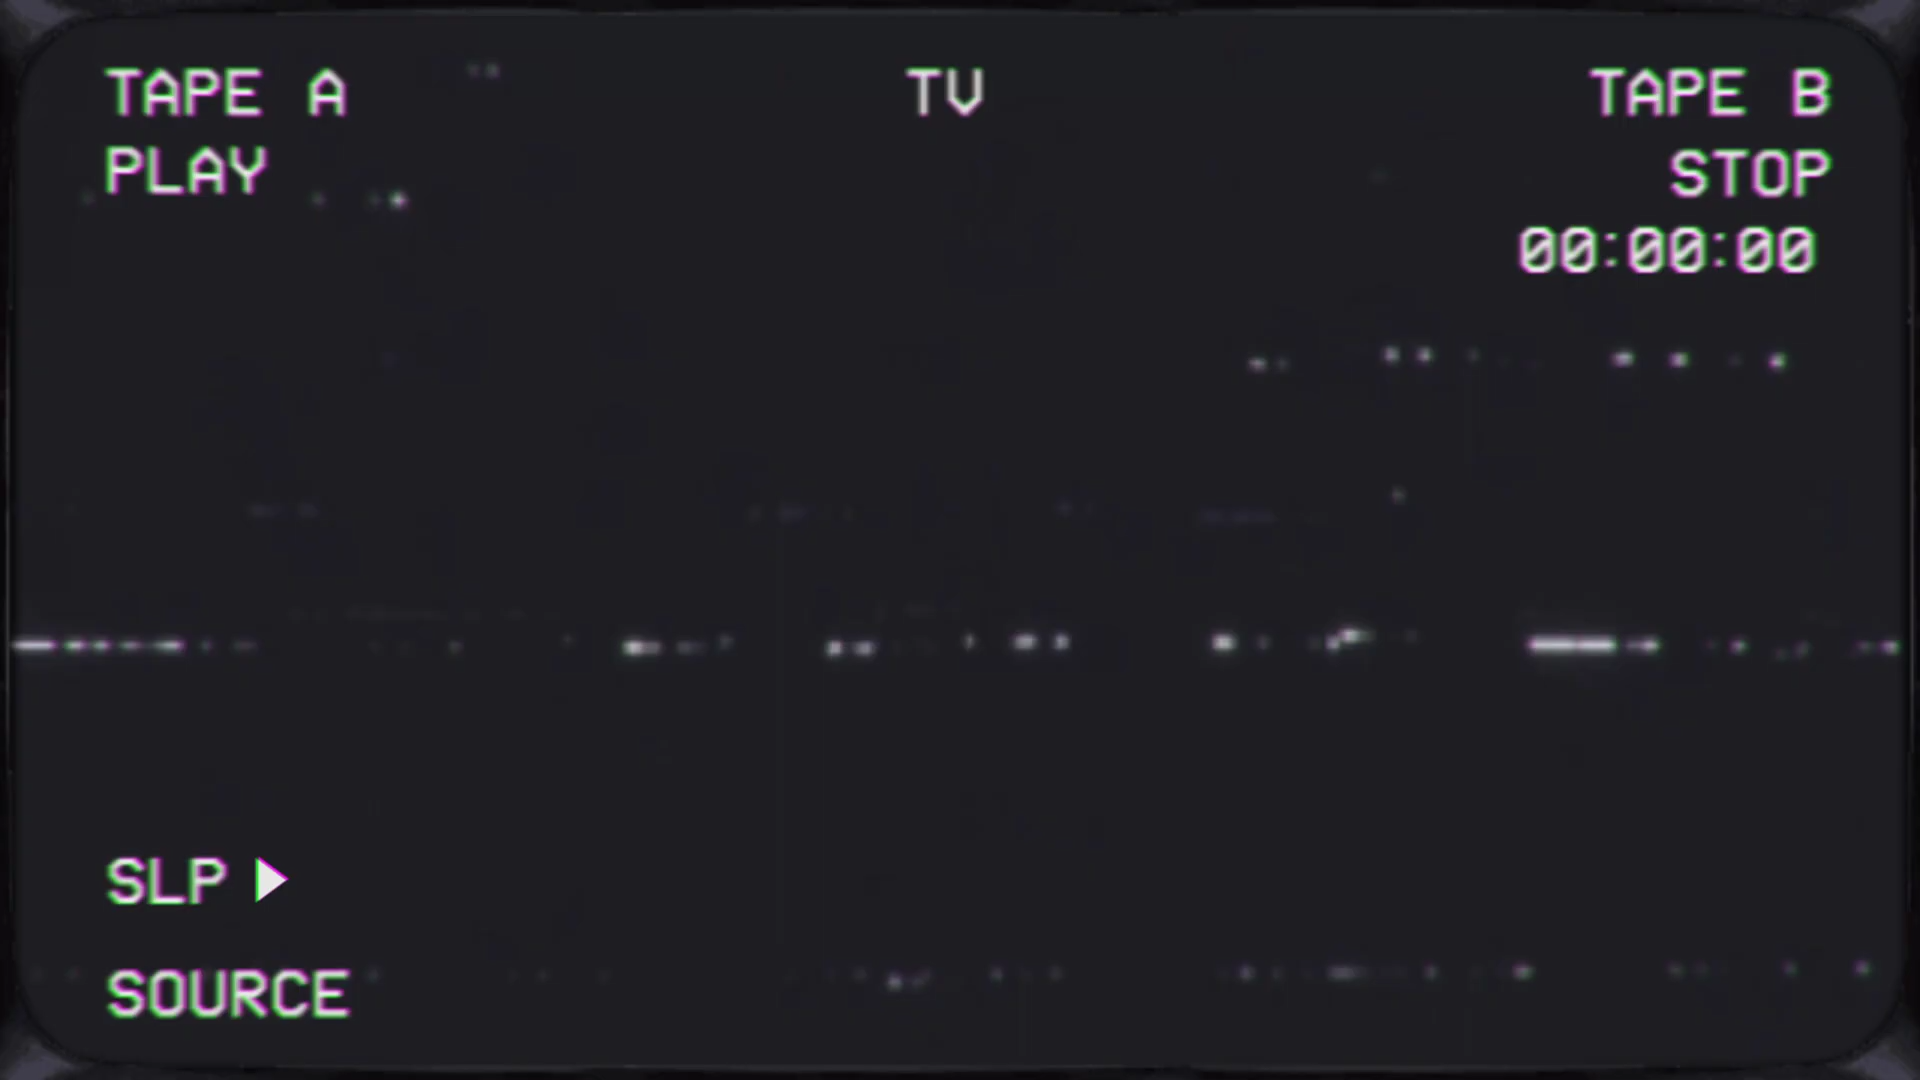 TAPE A
PLAY
TV
TAPE B
STOP
00:00:00
SLP
SOURCE